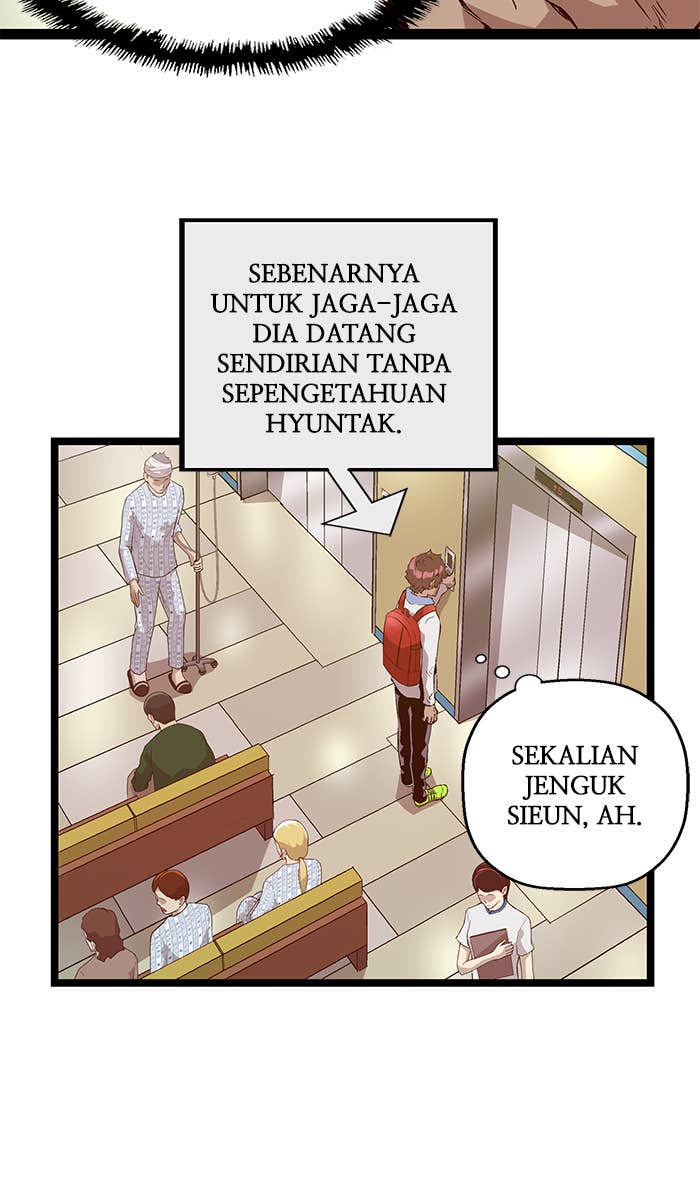 SEBENARNYA
UNTUK JAGA-JAGA
DIA DATANG
SENDIRIAN TANPA
SEPENGETAHUAN
HYUNTAK.
SEKALIAN
JENGUK
SIEUN, AH.